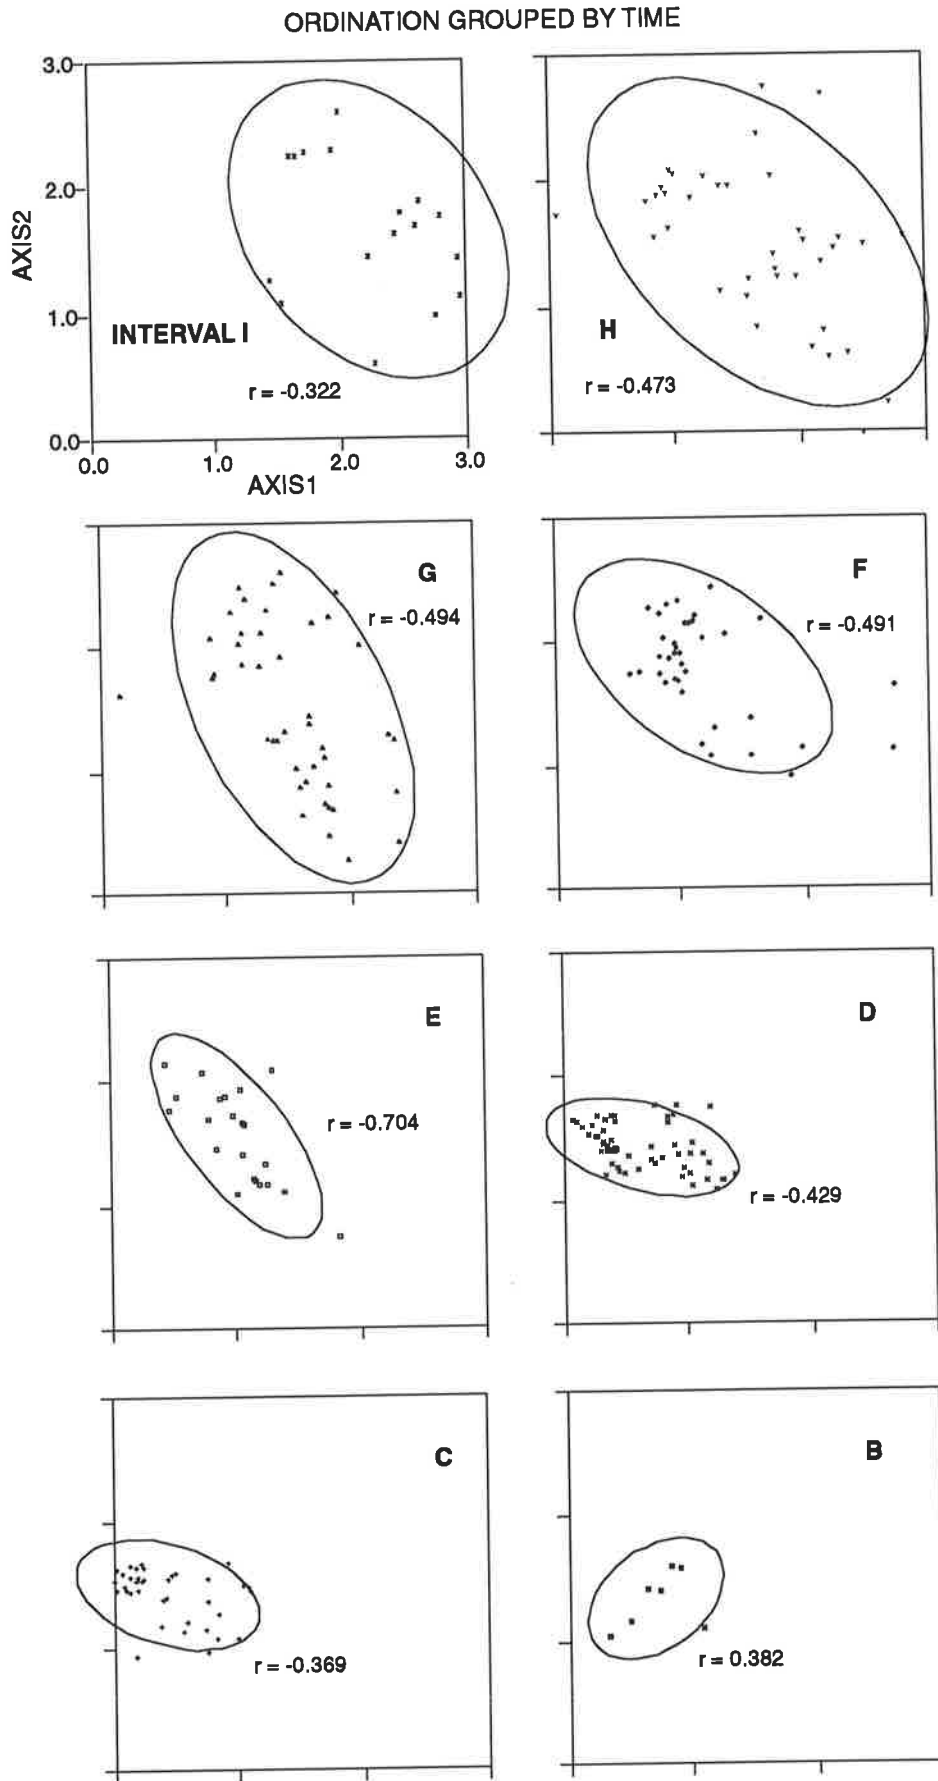 ORDINATION GROUPED BY TIME
3.0
2.0
AXIS2
1.0
INTERVAL I
r = -0.322
0.0
0.0 1.0 2.0 3.0
AXIS1
H
r = -0.473
G
r = -0.494
F
r = -0.491
E
r = -0.704
D
r = -0.429
C
r = -0.369
B
r = 0.382